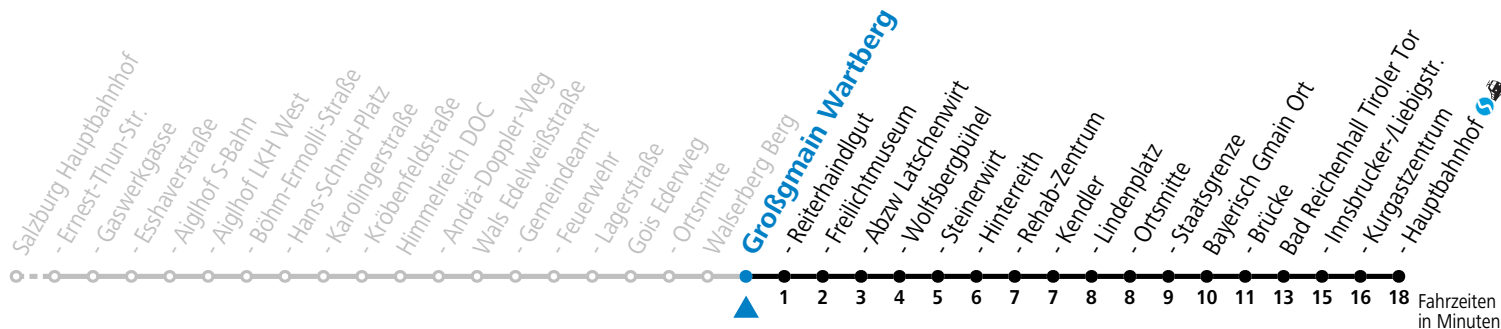 Salzburg Hauptbahnhof
- Ernest-Thun-Str.
- Gaswerkgasse
- Esshaverstraße
- Aiglhof S-Bahn
- Aiglhof LKH West
- Böhm-Ermolli-Straße
- Hans-Schmid-Platz
- Karolingerstraße
- Kröbenfeldstraße
Himmelreich DOC
- Andrä-Doppler-Weg
Wals Edelweißstraße
- Gemeindeamt
- Feuerwehr
- Lagerstraße
Gois Ederweg
- Ortsmitte
Walserberg Berg
Großgmain Wartberg
- Reiterhaindlgut
- Freilichtmuseum
- Abzw Latschenwirt
- Wolfsbergbühel
- Steinerwirt
- Hinterreith
- Rehab-Zentrum
- Kendler
- Lindenplatz
- Ortsmitte
- Staatsgrenze
Bayerisch Gmain Ort
- Brücke
Bad Reichenhall Tiroler Tor
- Innsbrucker-/Liebigstr.
- Kurgastzentrum
- Hauptbahnhof
1 2 3 4 5 6 7 7 8 8 9 10 11 13 15 16 18
Fahrzeiten
in Minuten